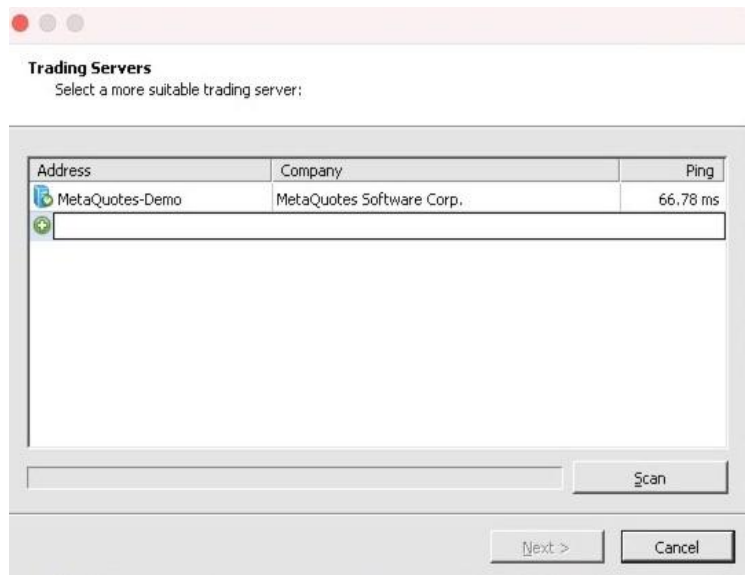 Trading Servers
Select a more suitable trading server:
Address Company Ping
MetaQuotes-Demo MetaQuotes Software Corp. 66.78 ms
Scan
Next > Cancel